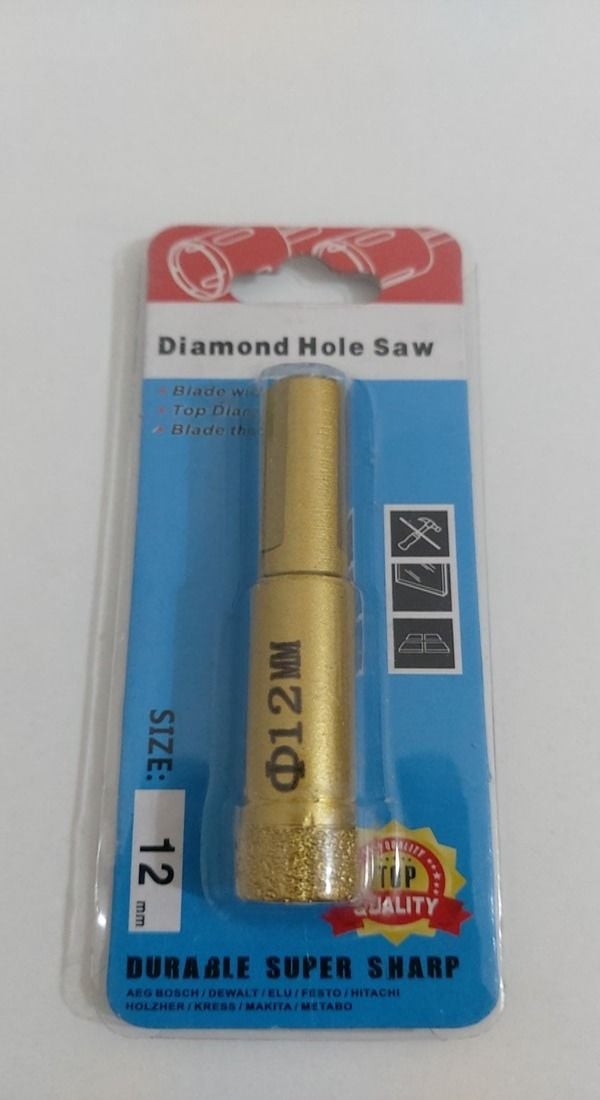 Diamond Hole Saw
Blade
Top
Blade
Φ12MM
SIZE: 12 mm
QUALITY
TOP
QUALITY
DURABLE SUPER SHARP
AEG BOSCH / DEWALT / ELU / FESTO / HITACHI
HOLZHER / KRESS / MAKITA / METABO